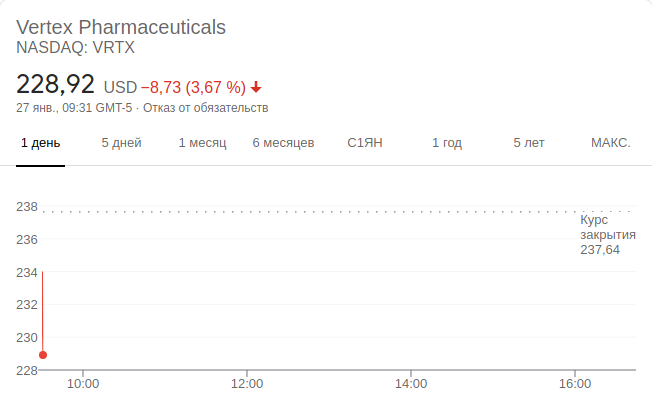 Vertex Pharmaceuticals
NASDAQ: VRTX
228,92 USD −8,73 (3,67 %)
27 янв., 09:31 GMT-5 · Отказ от обязательств
1 день 5 дней 1 месяц 6 месяцев С1ЯН 1 год 5 лет МАКС.
238
Курс
закрытия
237,64
236
234
232
230
228
10:00 12:00 14:00 16:00